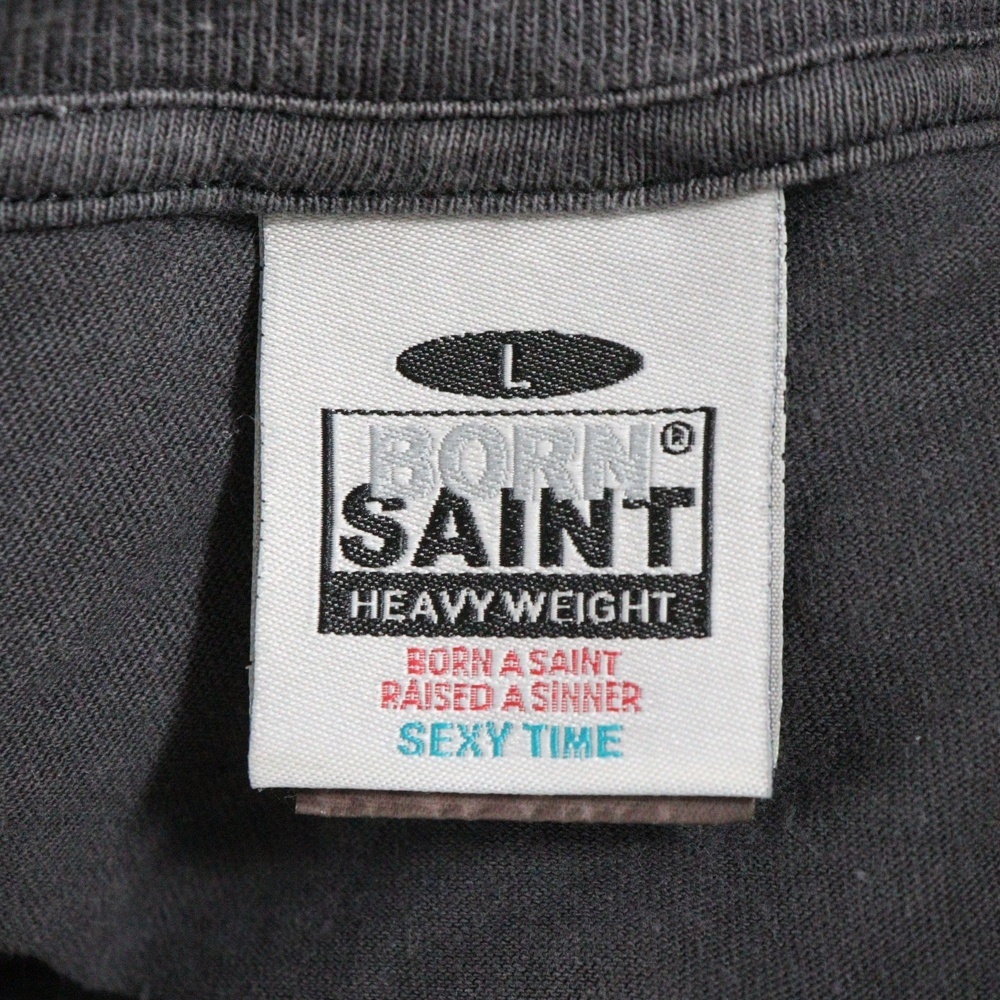 L
BORN ®
SAINT
HEAVY WEIGHT
BORN A SAINT
RAISED A SINNER
SEXY TIME